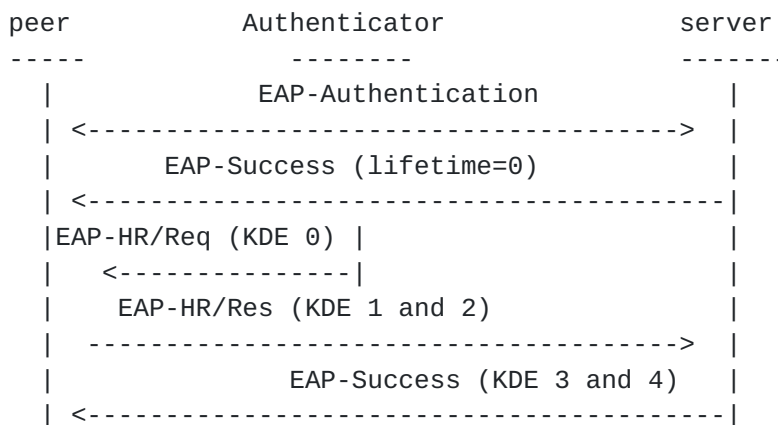 peer           Authenticator               server
-----             --------                 -------
  |             EAP-Authentication            |
  | <--------------------------------------> |
  |       EAP-Success (lifetime=0)            |
  | <-----------------------------------------|
  |EAP-HR/Req (KDE 0) |                       |
  |   <---------------|                       |
  |    EAP-HR/Res (KDE 1 and 2)               |
  |  --------------------------------------> |
  |               EAP-Success (KDE 3 and 4)   |
  | <-----------------------------------------|